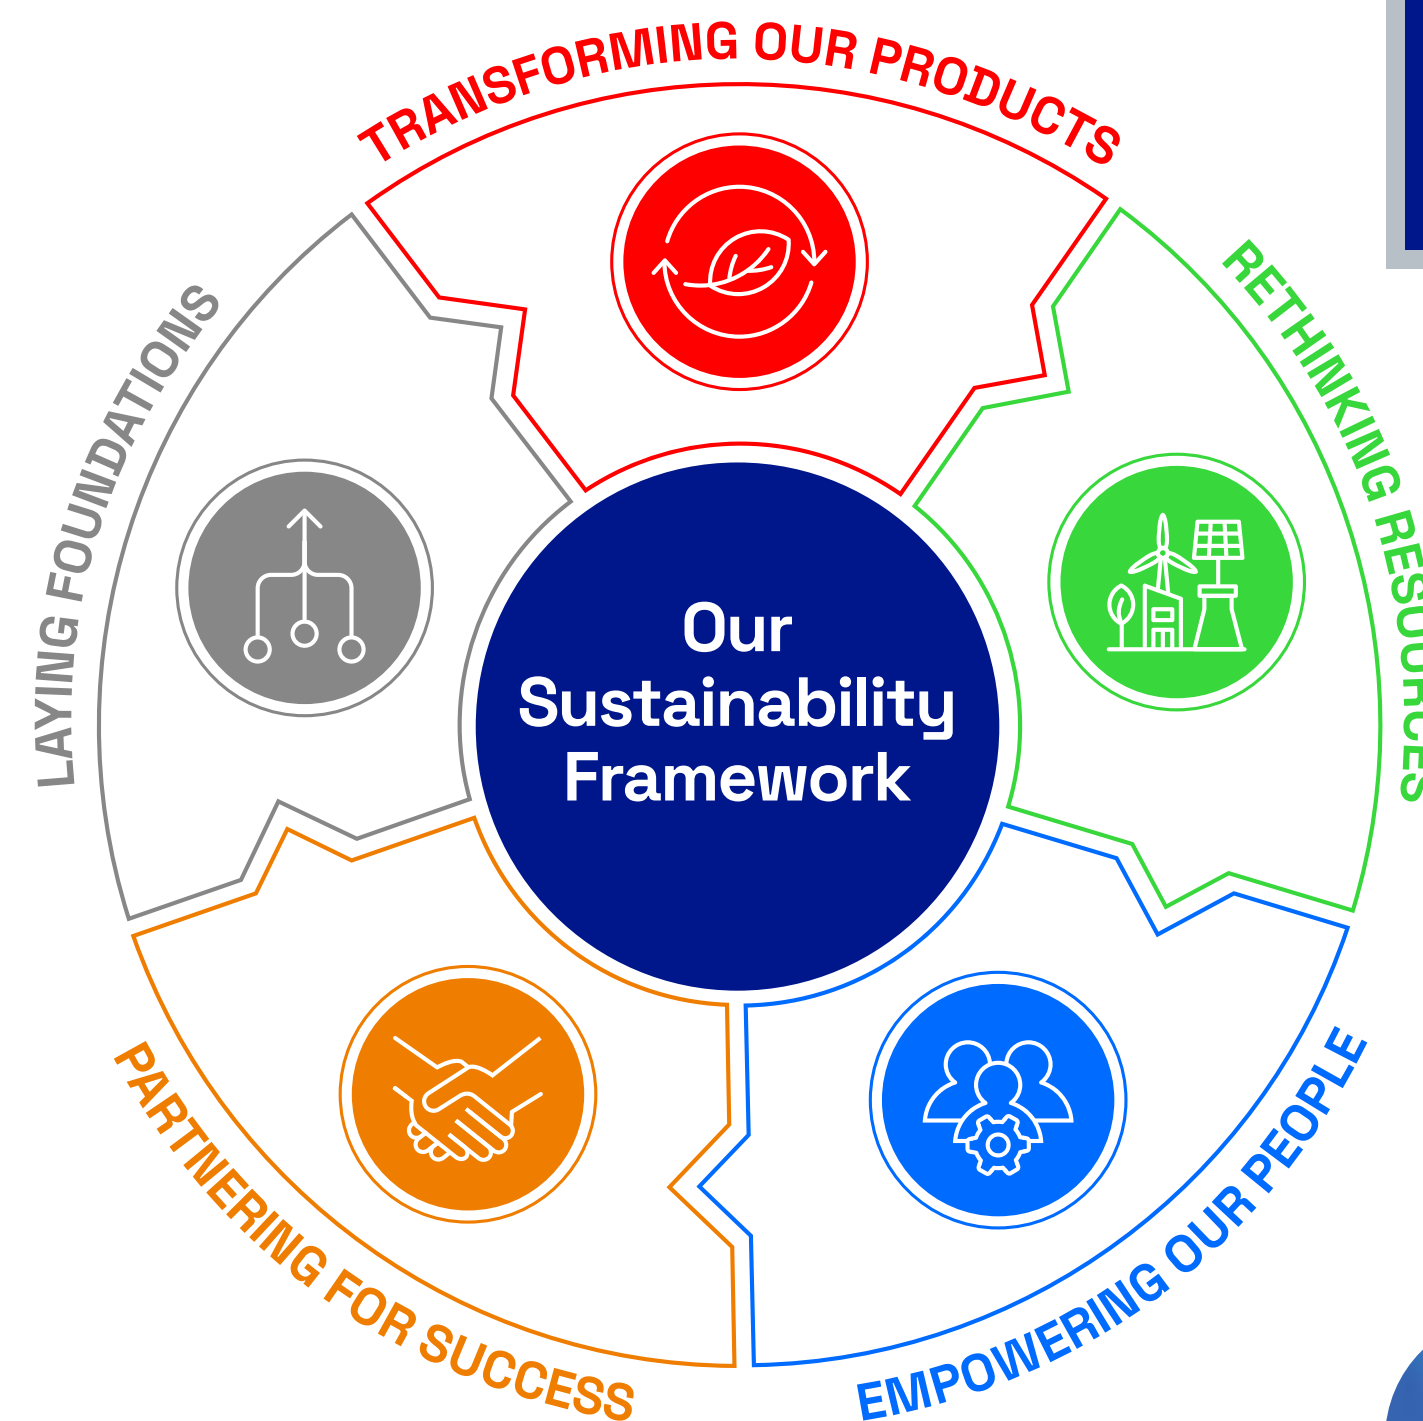 TRANSFORMING OUR PRODUCTS
RETHINKING RESOURCES
LAYING FOUNDATIONS
Our
Sustainability
Framework
PARTNERING FOR SUCCESS
EMPOWERING OUR PEOPLE